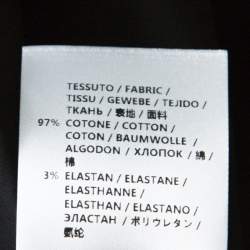 TESSUTO / FABRIC /
TISSU / GEWEBE / TEJIDO /
ТКАНЬ / 表地 / 面料
97% COTONE / COTTON /
COTON / BAUMWOLLE /
ALGODON / ХЛОПОК / 綿 /
棉
3% ELASTAN / ELASTANE /
ELASTHANNE /
ELASTHAN / ELASTANO /
ЭЛАСТАН / ポリウレタン /
氨纶